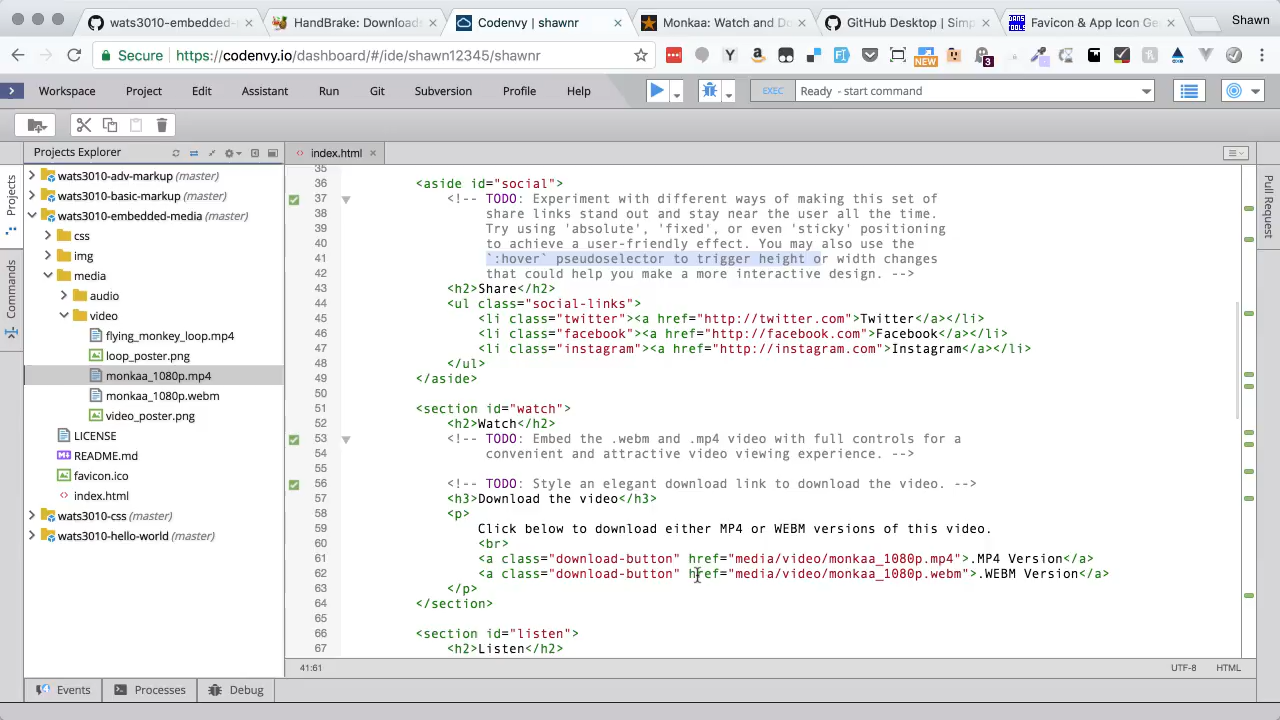 wats3010-embedded-
HandBrake: Downloads
Codenvy | shawnr
Monkaa: Watch and Do
GitHub Desktop | Simp
Favicon & App Icon Ge
Shawn
Secure https://codenvy.io/dashboard/#/ide/shawn12345/shawnr
NEW
3
Workspace Project Edit Assistant Run Git Subversion Profile Help
EXEC Ready - start command
Projects Explorer
index.html
Projects
Commands
Pull Request
wats3010-adv-markup (master)
wats3010-basic-markup (master)
wats3010-embedded-media (master)
css
img
media
audio
video
flying_monkey_loop.mp4
loop_poster.png
monkaa_1080p.mp4
monkaa_1080p.webm
video_poster.png
LICENSE
README.md
favicon.ico
index.html
wats3010-css (master)
wats3010-hello-world (master)
35
36 <aside id="social">
37 <!-- TODO: Experiment with different ways of making this set of
38 share links stand out and stay near the user all the time.
39 Try using 'absolute', 'fixed', or even 'sticky' positioning
40 to achieve a user-friendly effect. You may also use the
41 `:hover` pseudoselector to trigger height or width changes
42 that could help you make a more interactive design. -->
43 <h2>Share</h2>
44 <ul class="social-links">
45 <li class="twitter"><a href="http://twitter.com">Twitter</a></li>
46 <li class="facebook"><a href="http://facebook.com">Facebook</a></li>
47 <li class="instagram"><a href="http://instagram.com">Instagram</a></li>
48 </ul>
49 </aside>
50
51 <section id="watch">
52 <h2>Watch</h2>
53 <!-- TODO: Embed the .webm and .mp4 video with full controls for a
54 convenient and attractive video viewing experience. -->
55
56 <!-- TODO: Style an elegant download link to download the video. -->
57 <h3>Download the video</h3>
58 <p>
59 Click below to download either MP4 or WEBM versions of this video.
60 <br>
61 <a class="download-button" href="media/video/monkaa_1080p.mp4">.MP4 Version</a>
62 <a class="download-button" href="media/video/monkaa_1080p.webm">.WEBM Version</a>
63 </p>
64 </section>
65
66 <section id="listen">
67 <h2>Listen</h2>
41:61
UTF-8 HTML
Events Processes Debug